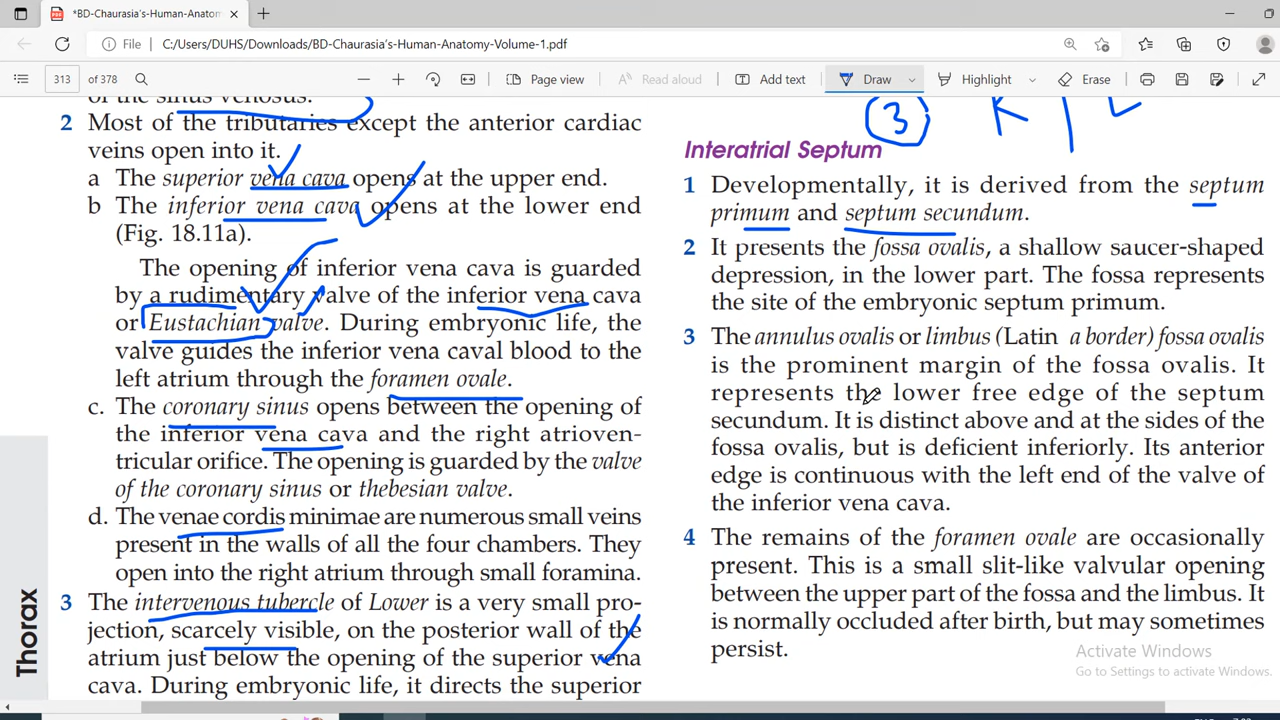 *BD-Chaurasia's-Human-Anatom
File
C:/Users/DUHS/Downloads/BD-Chaurasia's-Human-Anatomy-Volume-1.pdf
313 of 378
Page view
Read aloud
Add text
Draw
Highlight
Erase
of the sinus venosus.
2 Most of the tributaries except the anterior cardiac
veins open into it.
a The superior vena cava opens at the upper end.
b The inferior vena cava opens at the lower end
(Fig. 18.11a).
The opening of inferior vena cava is guarded
by a rudimentary valve of the inferior vena cava
or Eustachian valve. During embryonic life, the
valve guides the inferior vena caval blood to the
left atrium through the foramen ovale.
c. The coronary sinus opens between the opening of
the inferior vena cava and the right atrioven-
tricular orifice. The opening is guarded by the valve
of the coronary sinus or thebesian valve.
d. The venae cordis minimae are numerous small veins
present in the walls of all the four chambers. They
open into the right atrium through small foramina.
3 The intervenous tubercle of Lower is a very small pro-
jection, scarcely visible, on the posterior wall of the
atrium just below the opening of the superior vena
cava. During embryonic life, it directs the superior
Thorax
3 R L
Interatrial Septum
1 Developmentally, it is derived from the septum
primum and septum secundum.
2 It presents the fossa ovalis, a shallow saucer-shaped
depression, in the lower part. The fossa represents
the site of the embryonic septum primum.
3 The annulus ovalis or limbus (Latin a border) fossa ovalis
is the prominent margin of the fossa ovalis. It
represents the lower free edge of the septum
secundum. It is distinct above and at the sides of the
fossa ovalis, but is deficient inferiorly. Its anterior
edge is continuous with the left end of the valve of
the inferior vena cava.
4 The remains of the foramen ovale are occasionally
present. This is a small slit-like valvular opening
between the upper part of the fossa and the limbus. It
is normally occluded after birth, but may sometimes
persist.
Activate Windows
Go to Settings to activate Windows.